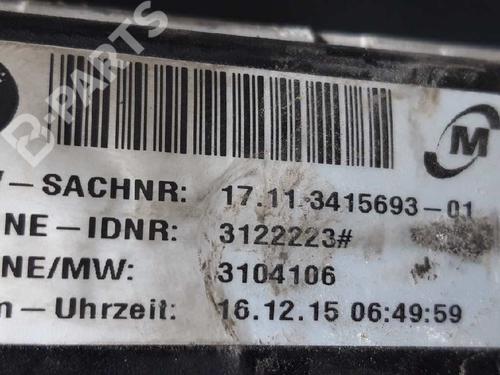 B-PARTS
M
/-SACHNR: 17.11.3415693-01
NE-IDNR: 3122223#
NE/MW: 3104106
m-Uhrzeit: 16.12.15 06:49:59